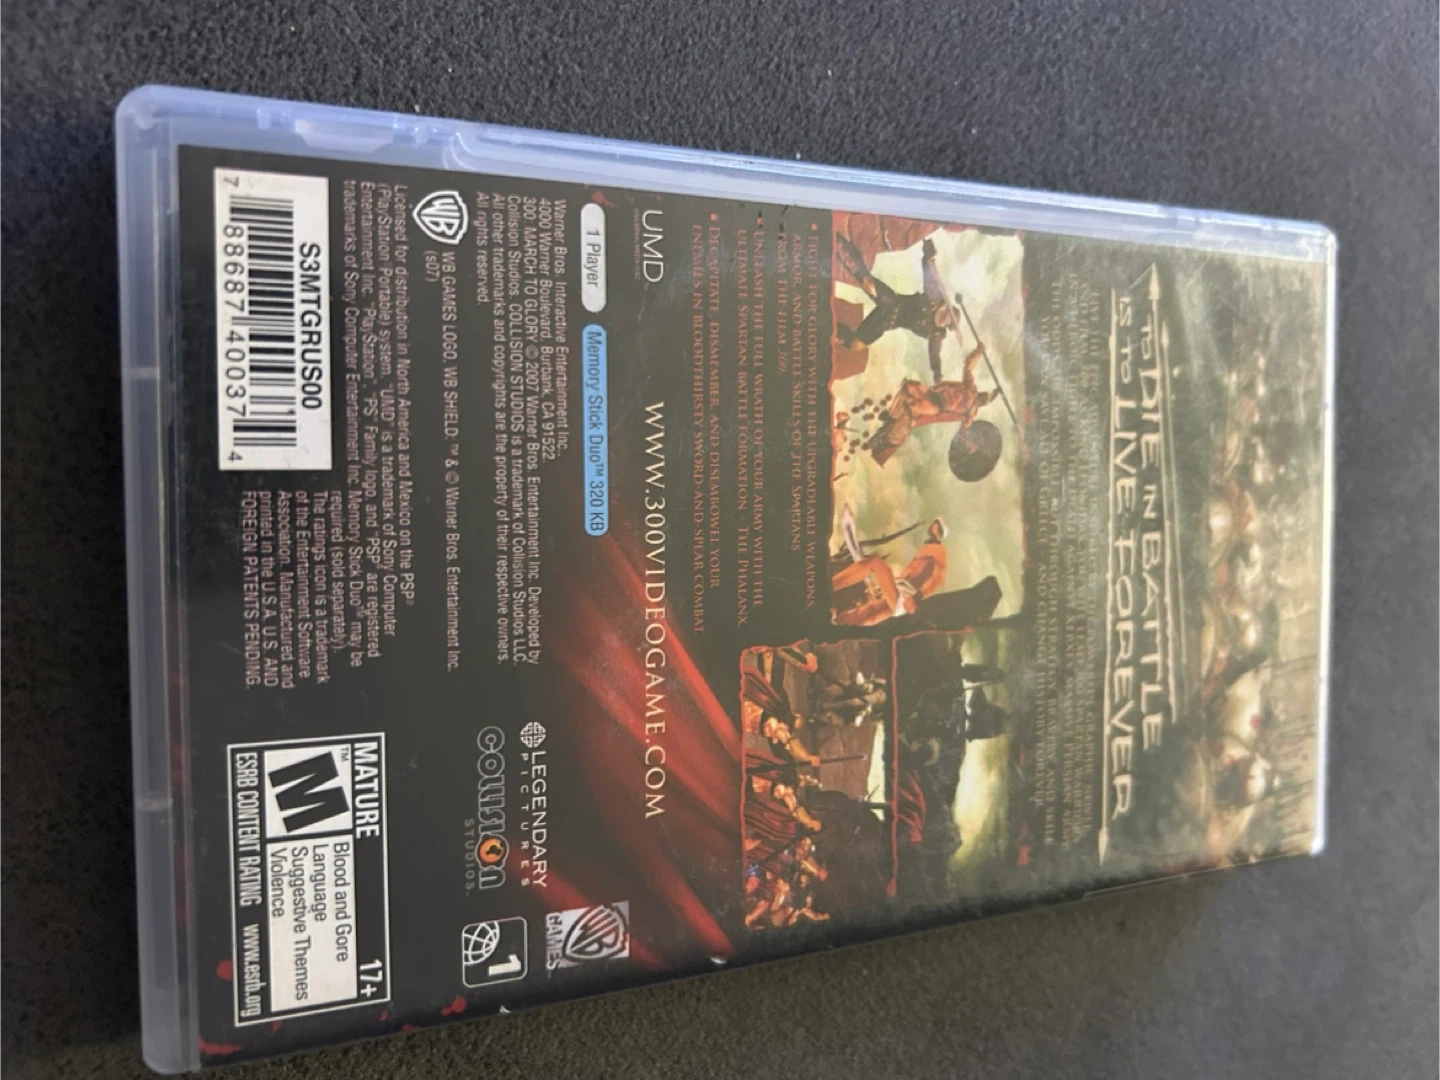 TO DIE IN BATTLE
IS TO LIVE FOREVER
FIGHT FOR GLORY WITH THE UPGRADEABLE WEAPONS,
ARMOR, AND BATTLE SKILLS OF THE SPARTANS
FROM THE FILM 300.
UNLEASH THE FULL WRATH OF YOUR ARMY WITH THE
ULTIMATE SPARTAN BATTLE FORMATION - THE PHALANX.
DECAPITATE, DISMEMBER, AND DISEMBOWEL YOUR
ENEMIES IN BLOODTHIRSTY SWORD-AND-SPEAR COMBAT
UMD
WWW.300VIDEOGAME.COM
1 Player
Memory Stick Duo™ 320 KB
Warner Bros. Interactive Entertainment Inc.
4000 Warner Boulevard, Burbank, CA 91522
300: MARCH TO GLORY © 2007 Warner Bros. Entertainment Inc. Developed by
Collision Studios. COLLISION STUDIOS is a trademark of Collision Studios LLC.
All other trademarks and copyrights are the property of their respective owners.
All rights reserved.
WB GAMES LOGO, WB SHIELD: ™ & © Warner Bros. Entertainment Inc.
(s07)
Licensed for distribution in North America and Mexico on the PSP®
(PlayStation Portable) system. "UMD" is a trademark of Sony Computer
Entertainment Inc. "PlayStation", "PS" Family logo, and "PSP" are registered
trademarks of Sony Computer Entertainment Inc. Memory Stick Duo™ may be
required (sold separately).
The ratings icon is a trademark
of the Entertainment Software
Association. Manufactured and
printed in the U.S.A. U.S. AND
FOREIGN PATENTS PENDING.
S3MTGRUS00
7 88687 40037 4
LEGENDARY
PICTURES
COLLISION
STUDIOS
WB
GAMES
1
MATURE 17+
M
Blood and Gore
Language
Suggestive Themes
Violence
ESRB CONTENT RATING www.esrb.org